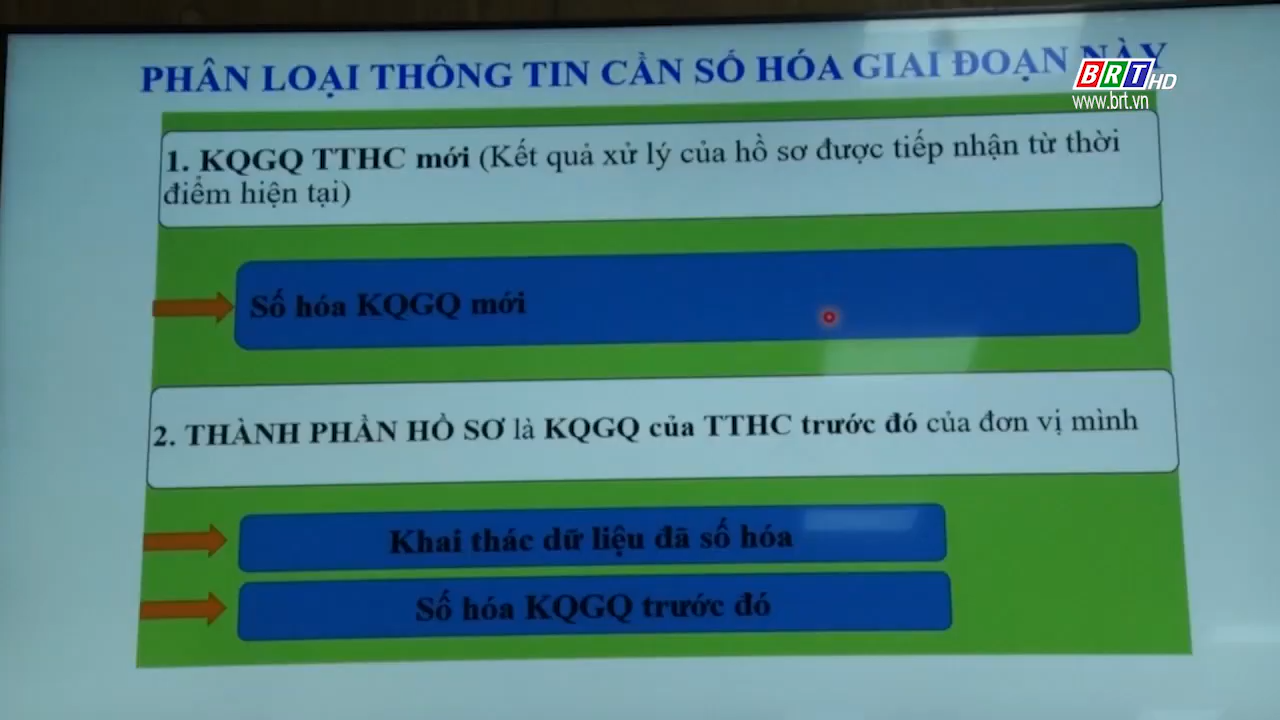 PHÂN LOẠI THÔNG TIN CẦN SỐ HÓA GIAI ĐOẠN NÀY
BRT HD
www.brt.vn
1. KQGQ TTHC mới (Kết quả xử lý của hồ sơ được tiếp nhận từ thời
điểm hiện tại)
Số hóa KQGQ mới
2. THÀNH PHẦN HỒ SƠ là KQGQ của TTHC trước đó của đơn vị mình
Khai thác dữ liệu đã số hóa
Số hóa KQGQ trước đó